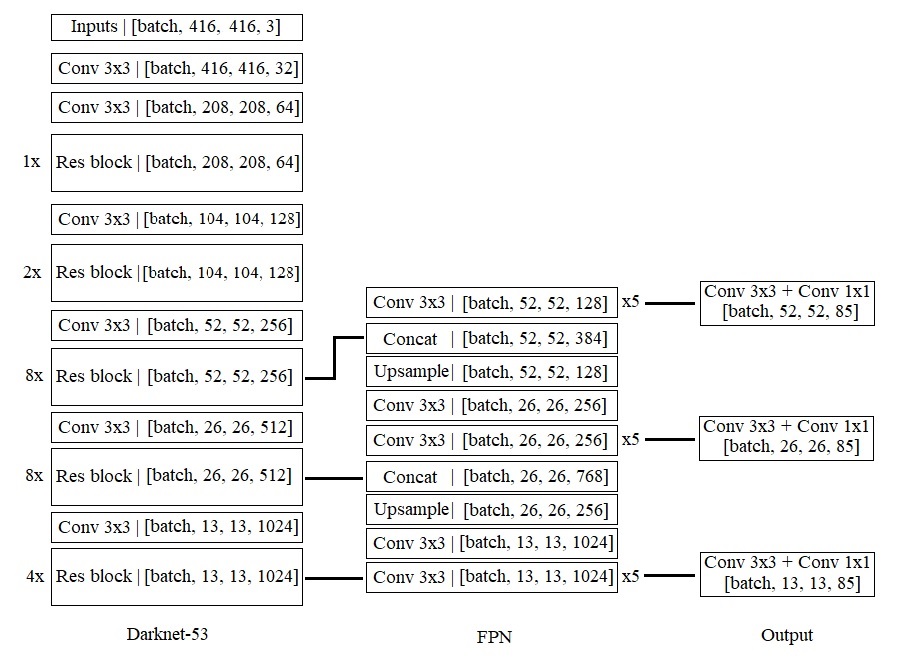 Inputs | [batch, 416, 416, 3]
Conv 3x3 | [batch, 416, 416, 32]
Conv 3x3 | [batch, 208, 208, 64]
1x Res block | [batch, 208, 208, 64]
Conv 3x3 | [batch, 104, 104, 128]
2x Res block | [batch, 104, 104, 128]
Conv 3x3 | [batch, 52, 52, 256]
8x Res block | [batch, 52, 52, 256]
Conv 3x3 | [batch, 26, 26, 512]
8x Res block | [batch, 26, 26, 512]
Conv 3x3 | [batch, 13, 13, 1024]
4x Res block | [batch, 13, 13, 1024]
Darknet-53
Conv 3x3 | [batch, 52, 52, 128] x5
Concat | [batch, 52, 52, 384]
Upsample | [batch, 52, 52, 128]
Conv 3x3 | [batch, 26, 26, 256]
Conv 3x3 | [batch, 26, 26, 256] x5
Concat | [batch, 26, 26, 768]
Upsample | [batch, 26, 26, 256]
Conv 3x3 | [batch, 13, 13, 1024]
Conv 3x3 | [batch, 13, 13, 1024] x5
FPN
Conv 3x3 + Conv 1x1
[batch, 52, 52, 85]
Conv 3x3 + Conv 1x1
[batch, 26, 26, 85]
Conv 3x3 + Conv 1x1
[batch, 13, 13, 85]
Output